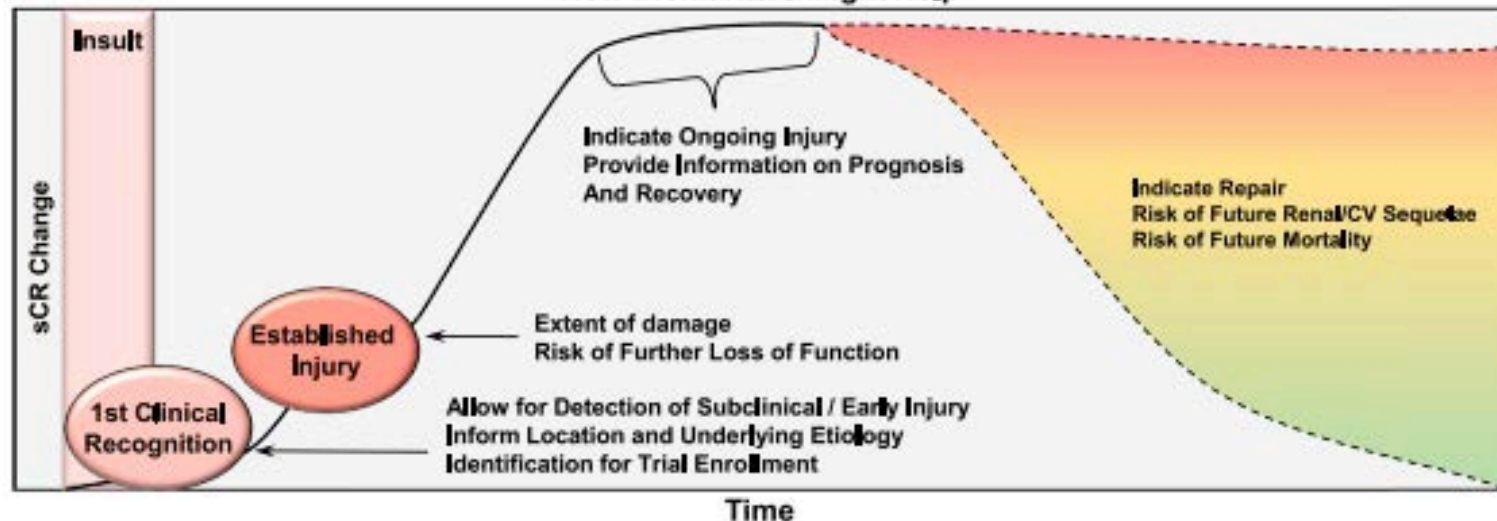 Insult
sCR Change
Indicate Ongoing Injury
Provide Information on Prognosis
And Recovery
Indicate Repair
Risk of Future Renal/CV Sequelae
Risk of Future Mortality
Established
Injury
Extent of damage
Risk of Further Loss of Function
1st Clinical
Recognition
Allow for Detection of Subclinical / Early Injury
Inform Location and Underlying Etiology
Identification for Trial Enrollment
Time